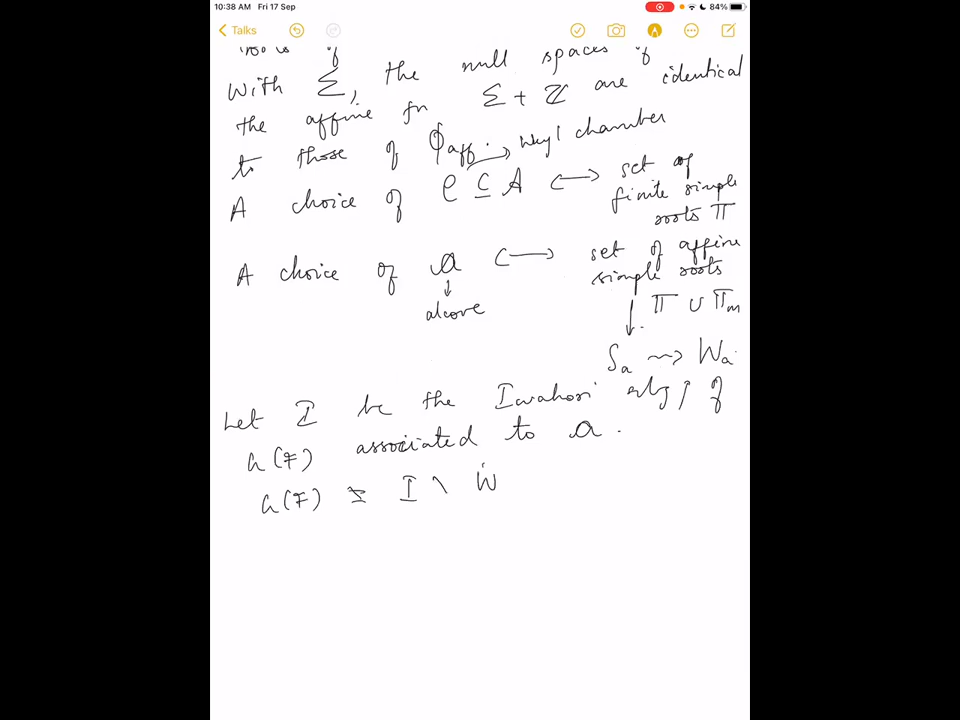 10:38 AM Fri 17 Sep 84%
Talks
With Σ, the null spaces of
the affine fn Σ + ℤ are identical
to those of Φaff. → Weyl chamber
A choice of C ⊆ A ↔ set of
finite simple
roots Π
A choice of a ↔ set of affine
simple roots
↓
alcove
↓ Π ∪ Πm
Sa ⇝ Wa
Let I be the Iwahori of
G(F) associated to a.
G(F) I \ W